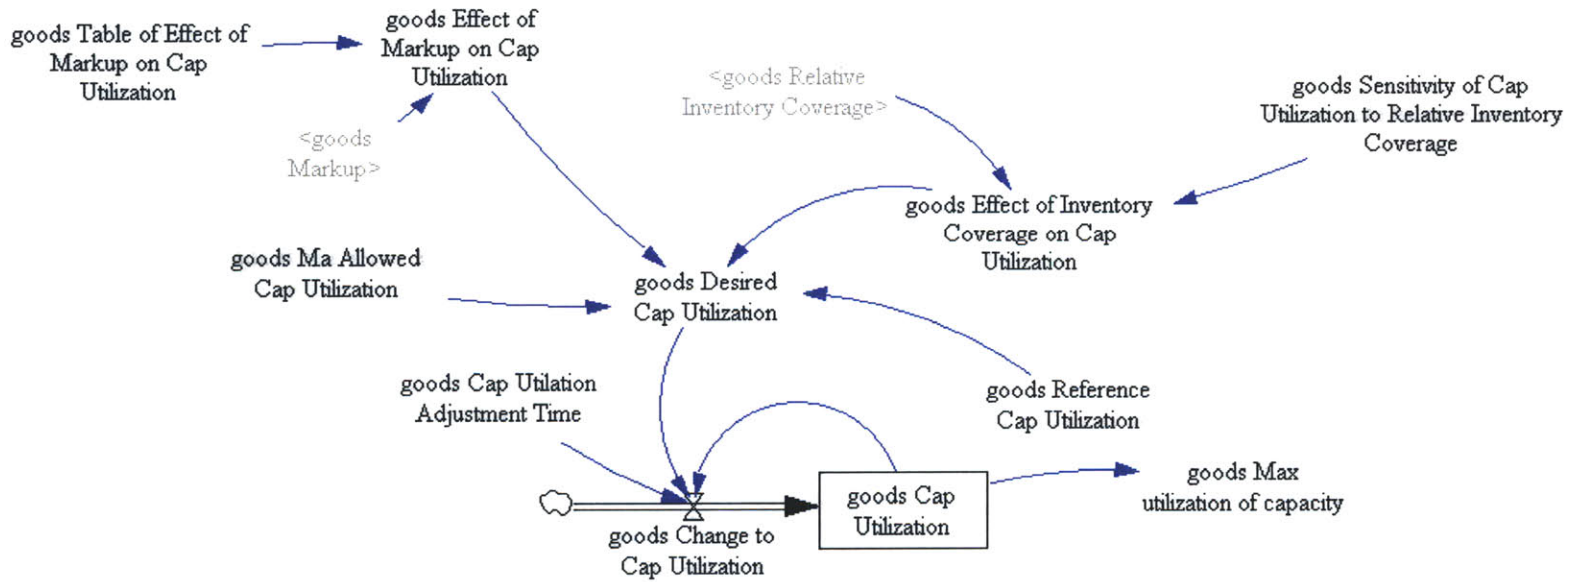 goods Table of Effect of
Markup on Cap
Utilization
goods Effect of
Markup on Cap
Utilization
<goods
Markup>
<goods Relative
Inventory Coverage>
goods Sensitivity of Cap
Utilization to Relative Inventory
Coverage
goods Effect of Inventory
Coverage on Cap
Utilization
goods Ma Allowed
Cap Utilization
goods Desired
Cap Utilization
goods Cap Utilation
Adjustment Time
goods Reference
Cap Utilization
goods Max
utilization of capacity
goods Cap
Utilization
goods Change to
Cap Utilization